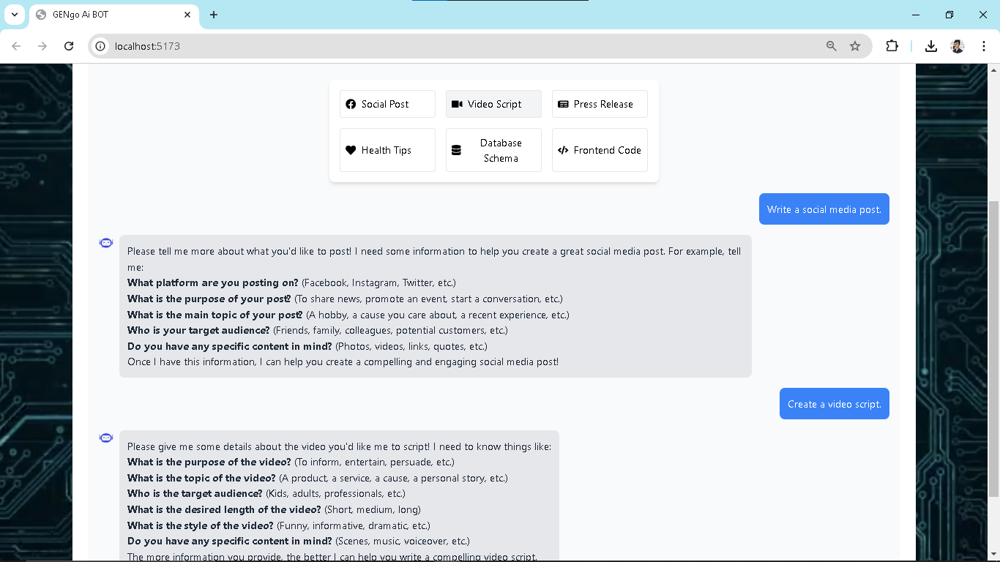 GENgo Ai BOT
localhost:5173
Social Post
Video Script
Press Release
Health Tips
Database
Schema
Frontend Code
Write a social media post.
Please tell me more about what you'd like to post! I need some information to help you create a great social media post. For example, tell
me:
What platform are you posting on? (Facebook, Instagram, Twitter, etc.)
What is the purpose of your post? (To share news, promote an event, start a conversation, etc.)
What is the main topic of your post? (A hobby, a cause you care about, a recent experience, etc.)
Who is your target audience? (Friends, family, colleagues, potential customers, etc.)
Do you have any specific content in mind? (Photos, videos, links, quotes, etc.)
Once I have this information, I can help you create a compelling and engaging social media post!
Create a video script.
Please give me some details about the video you'd like me to script! I need to know things like:
What is the purpose of the video? (To inform, entertain, persuade, etc.)
What is the topic of the video? (A product, a service, a cause, a personal story, etc.)
Who is the target audience? (Kids, adults, professionals, etc.)
What is the desired length of the video? (Short, medium, long)
What is the style of the video? (Funny, informative, dramatic, etc.)
Do you have any specific content in mind? (Scenes, music, voiceover, etc.)
The more information you provide, the better I can help you write a compelling video script.